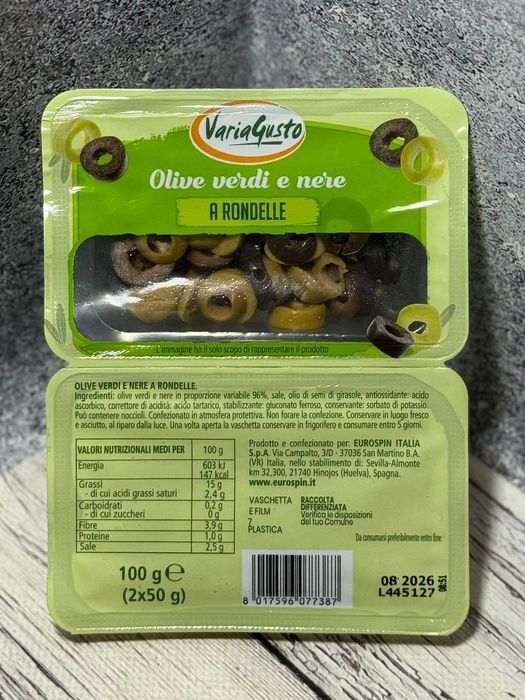 VariaGusto
Olive verdi e nere
A RONDELLE
L'immagine ha il solo scopo di rappresentare il prodotto
OLIVE VERDI E NERE A RONDELLE.
Ingredienti: olive verdi e nere in proporzione variabile 96%, sale, olio di semi di girasole, antiossidante: acido
ascorbico, correttore di acidità: acido tartarico, stabilizzante: gluconato ferroso, conservante: sorbato di potassio.
Può contenere noccioli. Confezionato in atmosfera protettiva. Non forare la confezione. Conservare in luogo fresco
e asciutto, al riparo dalla luce. Una volta aperta la vaschetta conservare in frigorifero e consumare entro 5 giorni.
VALORI NUTRIZIONALI MEDI PER 100 g
Energia 603 kJ
147 kcal
Grassi 15 g
- di cui acidi grassi saturi 2,4 g
Carboidrati 0,2 g
- di cui zuccheri 0 g
Fibre 3,9 g
Proteine 1,0 g
Sale 2,5 g
Prodotto e confezionato per: EUROSPIN ITALIA
S.p.A. Via Campalto, 3/D - 37036 San Martino B.A.
(VR) Italia, nello stabilimento di: Sevilla-Almonte
km 32,300, 21740 Hinojos (Huelva), Spagna.
www.eurospin.it
VASCHETTA
E FILM
7
PLASTICA
RACCOLTA
DIFFERENZIATA
Verifica le disposizioni
del tuo Comune
Da consumarsi preferibilmente entro fine:
100 g e
(2x50 g)
8 017596 077387
08 2026
L445127
08:51